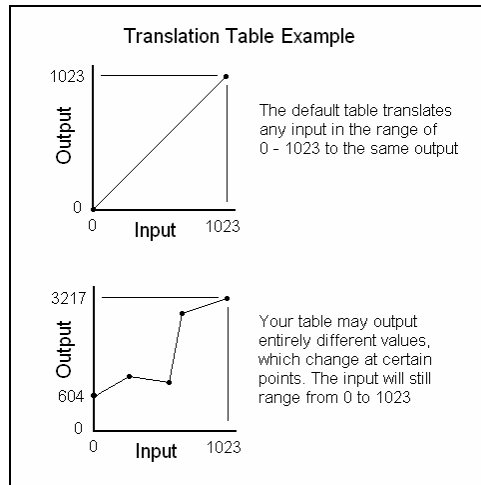 Translation Table Example
1023
Output
0
0
Input
1023
The default table translates
any input in the range of
0 - 1023 to the same output
3217
Output
604
0
0
Input
1023
Your table may output
entirely different values,
which change at certain
points. The input will still
range from 0 to 1023